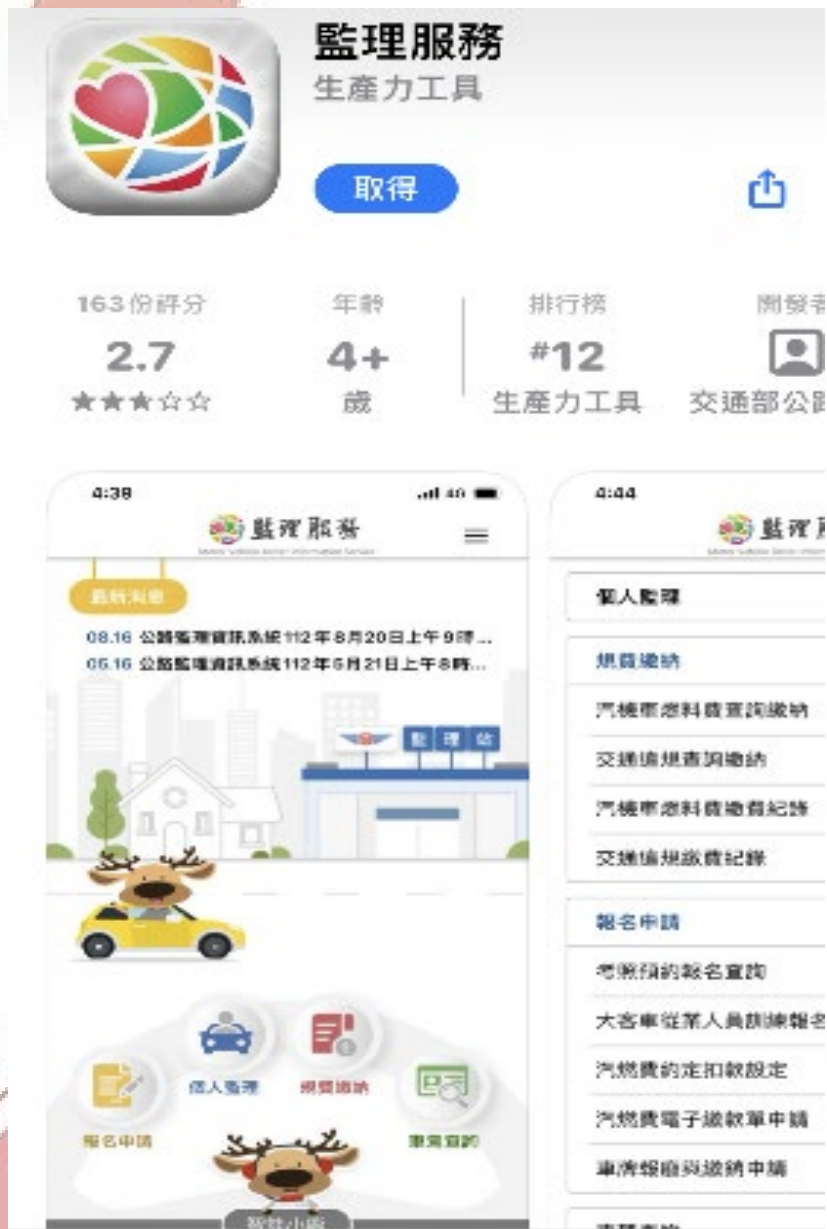 監理服務
生產力工具
取得
163份評分
年齡
排行榜
開發者
2.7
4+
#12
歲
生產力工具
交通部公路
4:39
4:44
監理服務
監理服
最新消息
08.16 公路監理資訊系統112年8月20日上午9時...
05.16 公路監理資訊系統112年5月21日上午8時...
監理站
個人監理
規費繳納
汽機車燃料費查詢繳納
交通違規查詢繳納
汽機車燃料費繳費紀錄
交通違規繳費紀錄
報名申請
考照預約報名查詢
大客車從業人員訓練報名
汽燃費約定扣款設定
汽燃費電子繳款單申請
車牌報廢與繳銷申請
個人監理
規費繳納
報名申請
車駕查詢